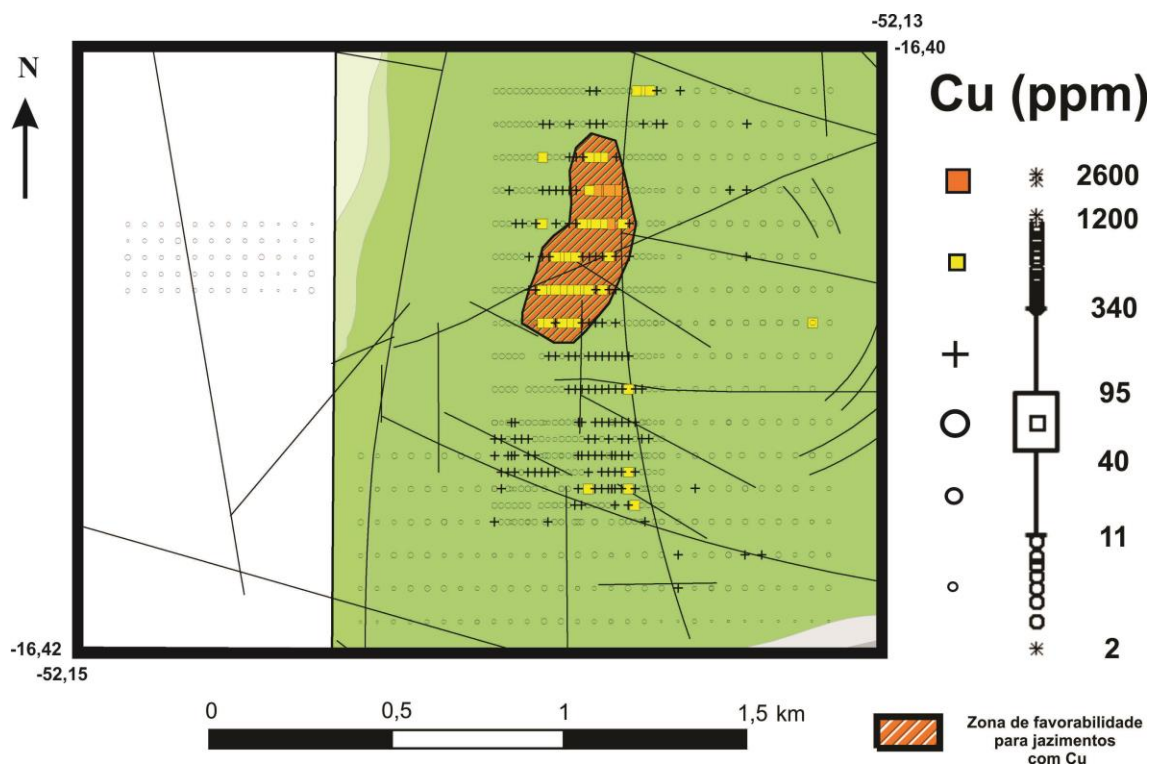 -52,13
-16,40
N
Cu (ppm)
2600
1200
340
95
40
11
2
-16,42
-52,15
0 0,5 1 1,5 km
Zona de favorabilidade
para jazimentos
com Cu